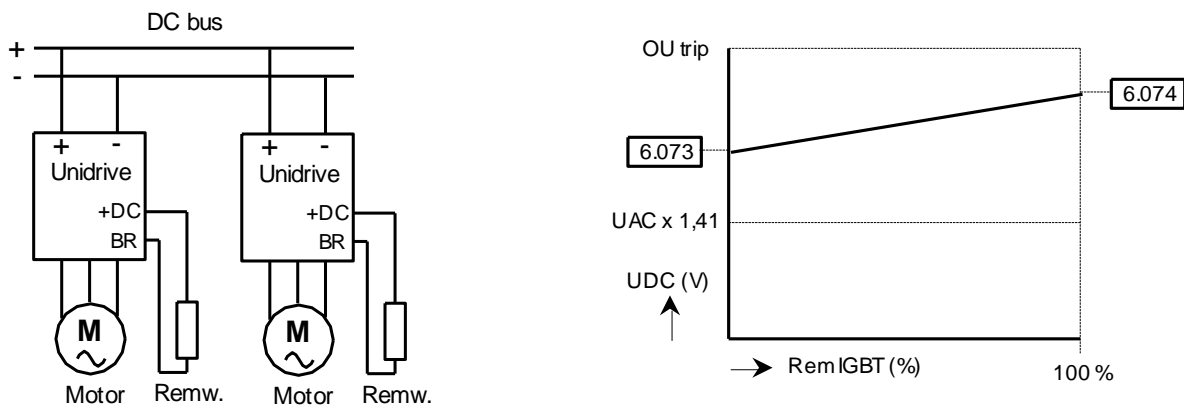 DC bus
+
-
+ -
Unidrive
+DC
BR
M
Motor
Remw.
+ -
Unidrive
+DC
BR
M
Motor
Remw.
OU trip
6.074
6.073
UAC x 1,41
UDC (V)
Rem IGBT (%)
100 %